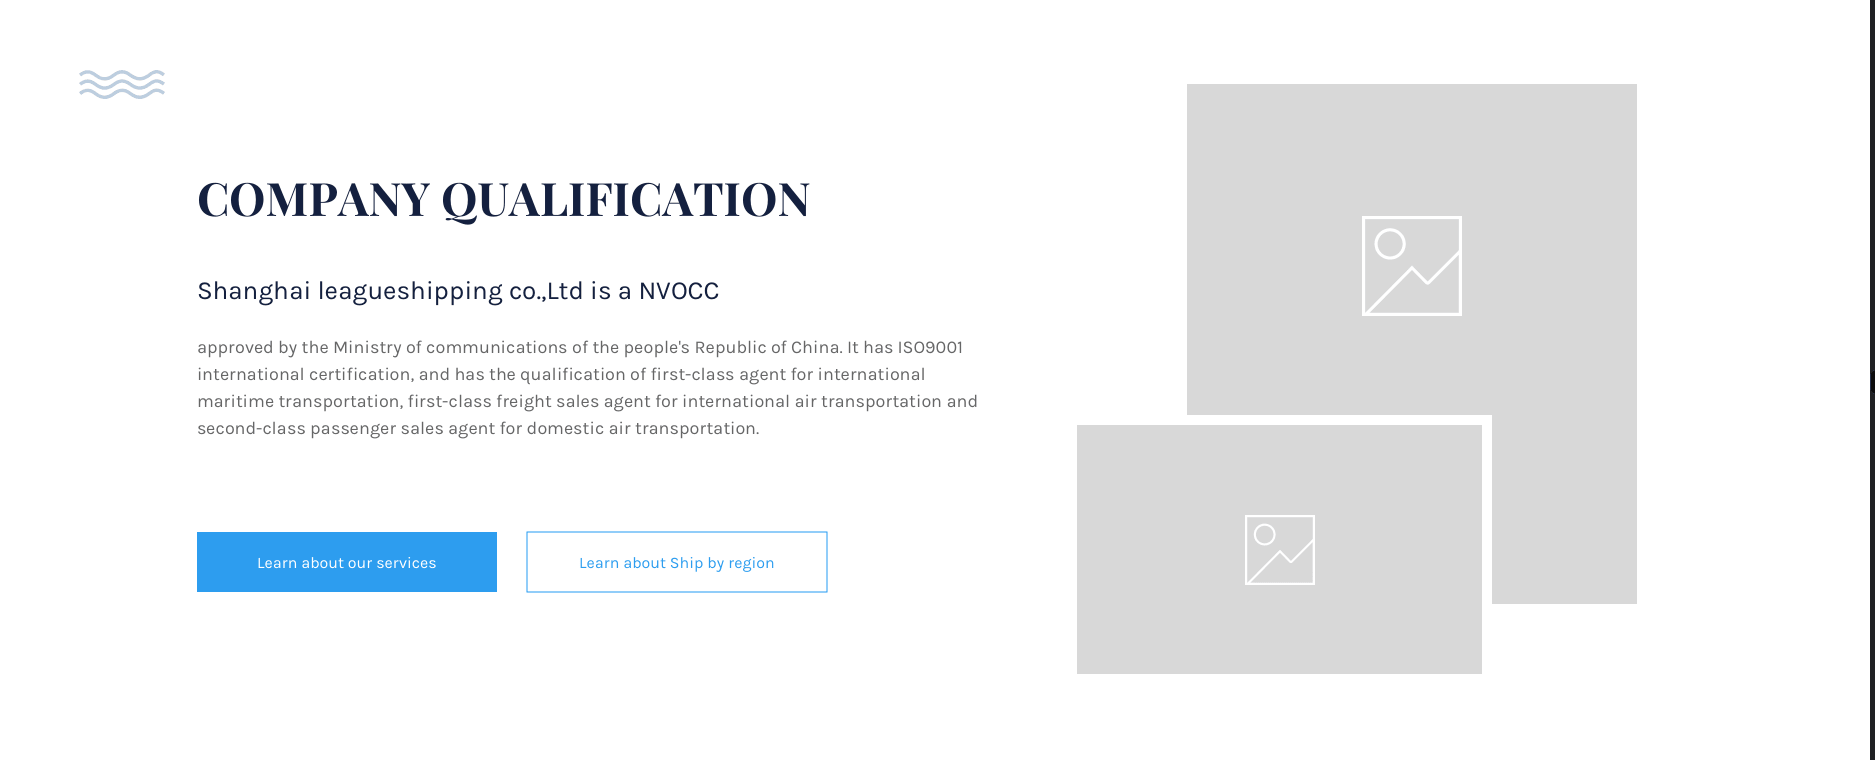 COMPANY QUALIFICATION
Shanghai leagueshipping co.,Ltd is a NVOCC
approved by the Ministry of communications of the people's Republic of China. It has ISO9001
international certification, and has the qualification of first-class agent for international
maritime transportation, first-class freight sales agent for international air transportation and
second-class passenger sales agent for domestic air transportation.
Learn about our services
Learn about Ship by region